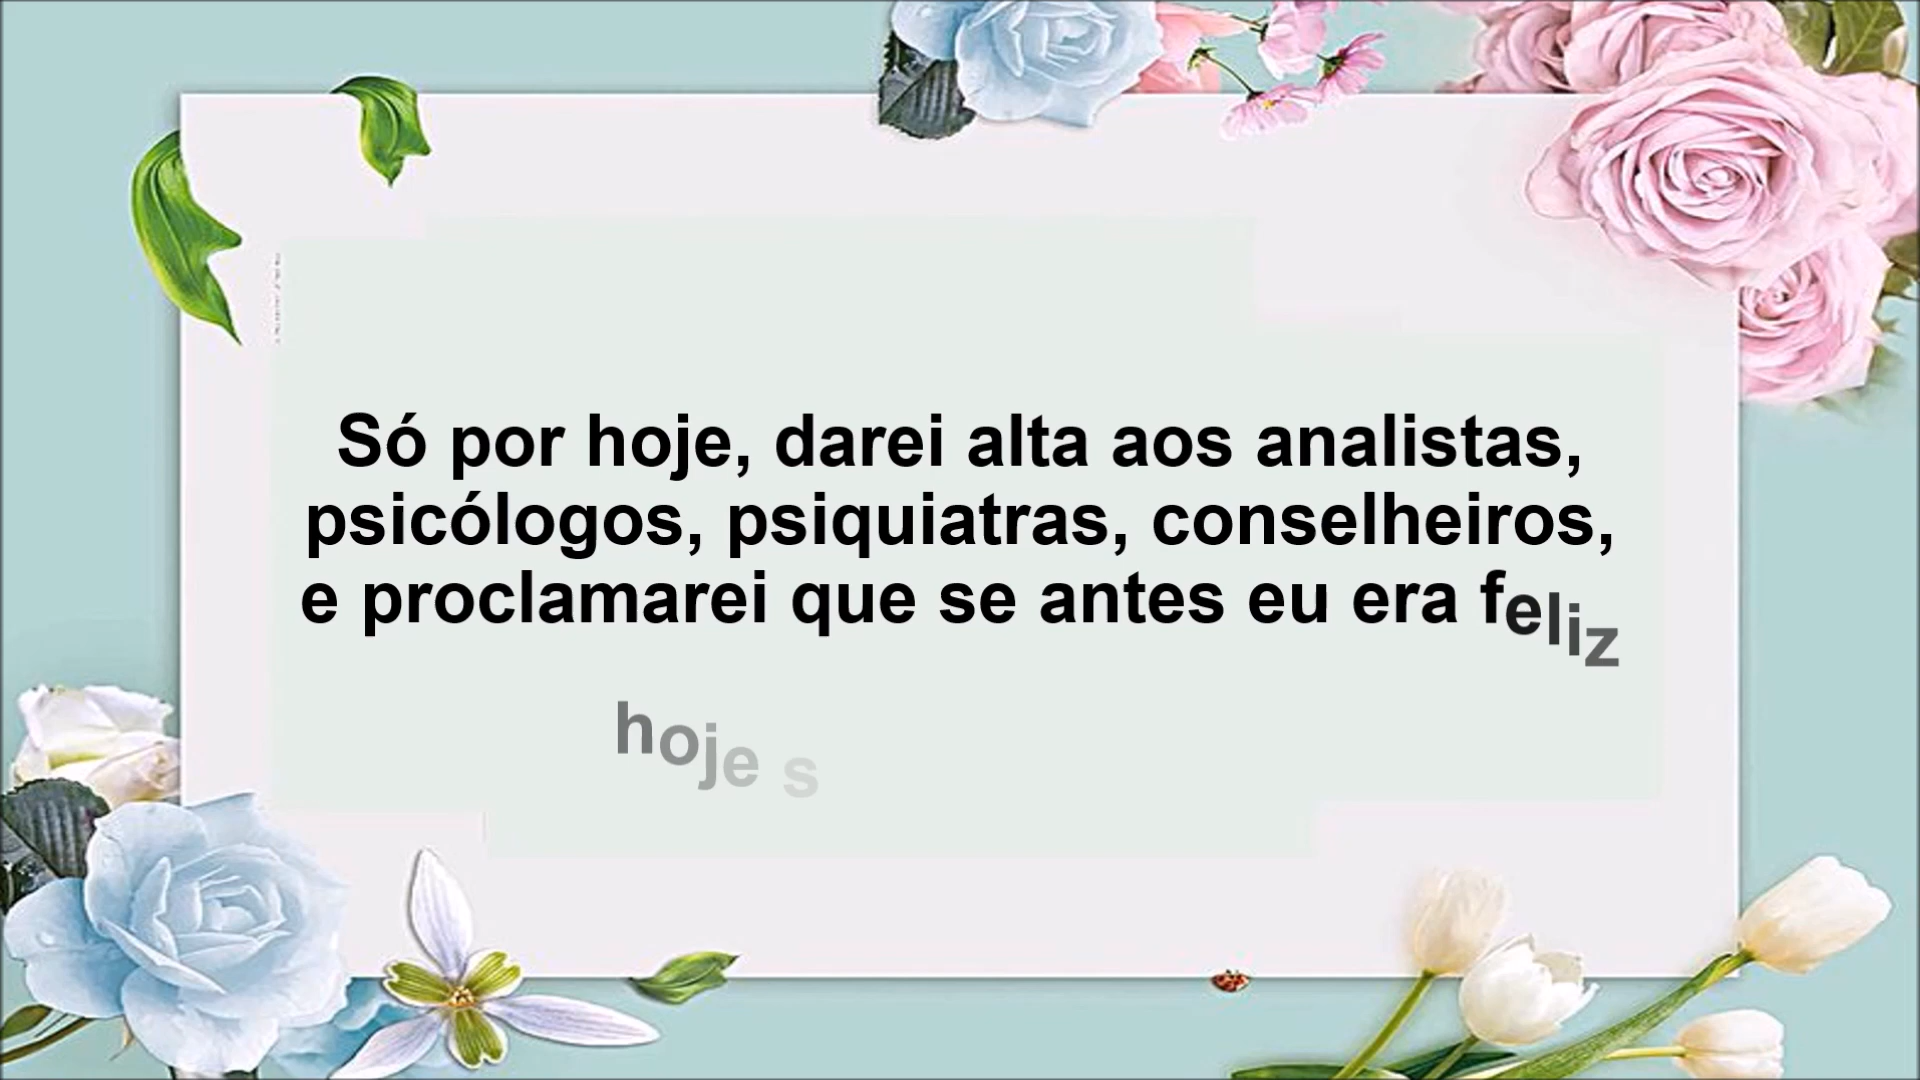 Só por hoje, darei alta aos analistas,
psicólogos, psiquiatras, conselheiros,
e proclamarei que se antes eu era feliz
hoje s